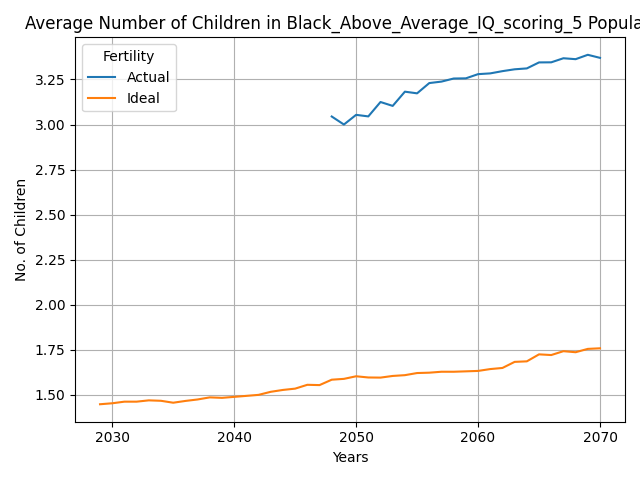 Average Number of Children in Black_Above_Average_IQ_scoring_5 Popula
Fertility
Actual
Ideal
3.25
3.00
2.75
2.50
2.25
2.00
1.75
1.50
No. of Children
2030 2040 2050 2060 2070
Years